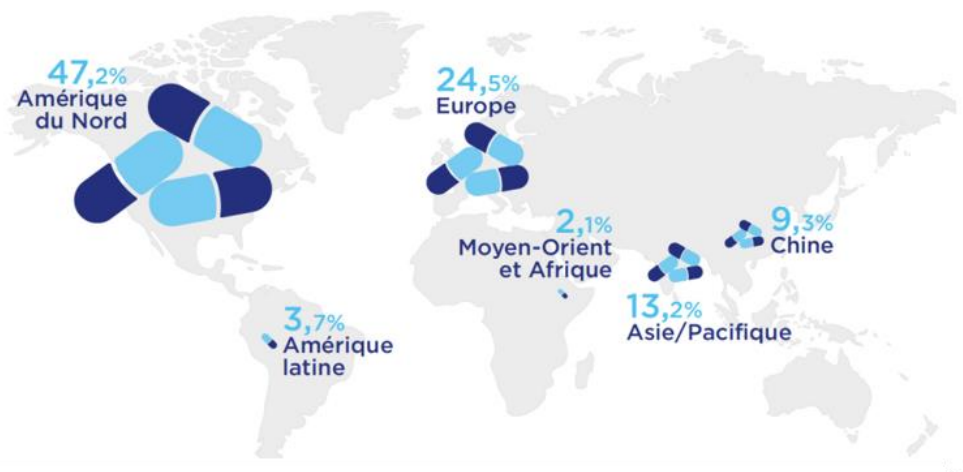 47,2%
Amérique
du Nord
24,5%
Europe
2,1%
Moyen-Orient
et Afrique
9,3%
Chine
13,2%
Asie/Pacifique
3,7%
Amérique
latine